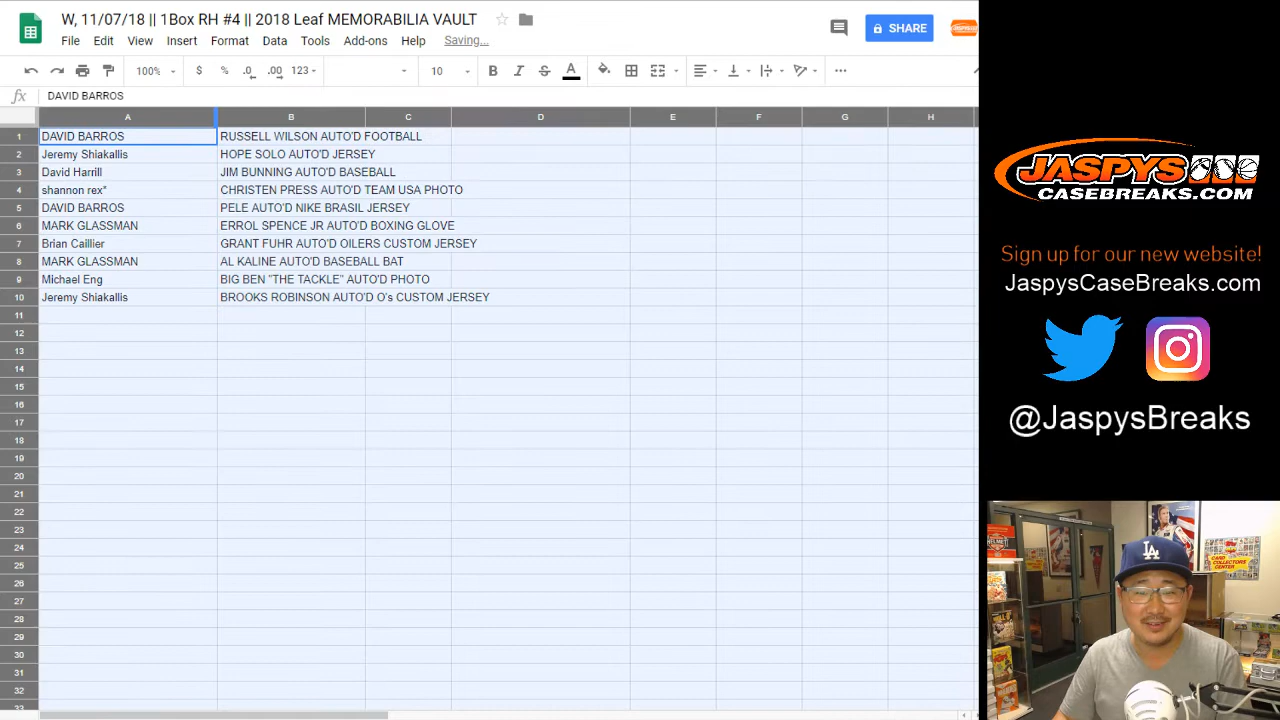 W, 11/07/18 || 1Box RH #4 || 2018 Leaf MEMORABILIA VAULT
File Edit View Insert Format Data Tools Add-ons Help Saving...
SHARE
100% $ % .0 .00 123 10 B I S A
fx DAVID BARROS
A B C D E F G H
1 DAVID BARROS RUSSELL WILSON AUTO'D FOOTBALL
2 Jeremy Shiakallis HOPE SOLO AUTO'D JERSEY
3 David Harrill JIM BUNNING AUTO'D BASEBALL
4 shannon rex* CHRISTEN PRESS AUTO'D TEAM USA PHOTO
5 DAVID BARROS PELE AUTO'D NIKE BRASIL JERSEY
6 MARK GLASSMAN ERROL SPENCE JR AUTO'D BOXING GLOVE
7 Brian Caillier GRANT FUHR AUTO'D OILERS CUSTOM JERSEY
8 MARK GLASSMAN AL KALINE AUTO'D BASEBALL BAT
9 Michael Eng BIG BEN "THE TACKLE" AUTO'D PHOTO
10 Jeremy Shiakallis BROOKS ROBINSON AUTO'D O's CUSTOM JERSEY
11
12
13
14
15
16
17
18
19
20
21
22
23
24
25
26
27
28
29
30
31
32
33
JASPYS
CASEBREAKS.COM
Sign up for our new website!
JaspysCaseBreaks.com
@JaspysBreaks
LA